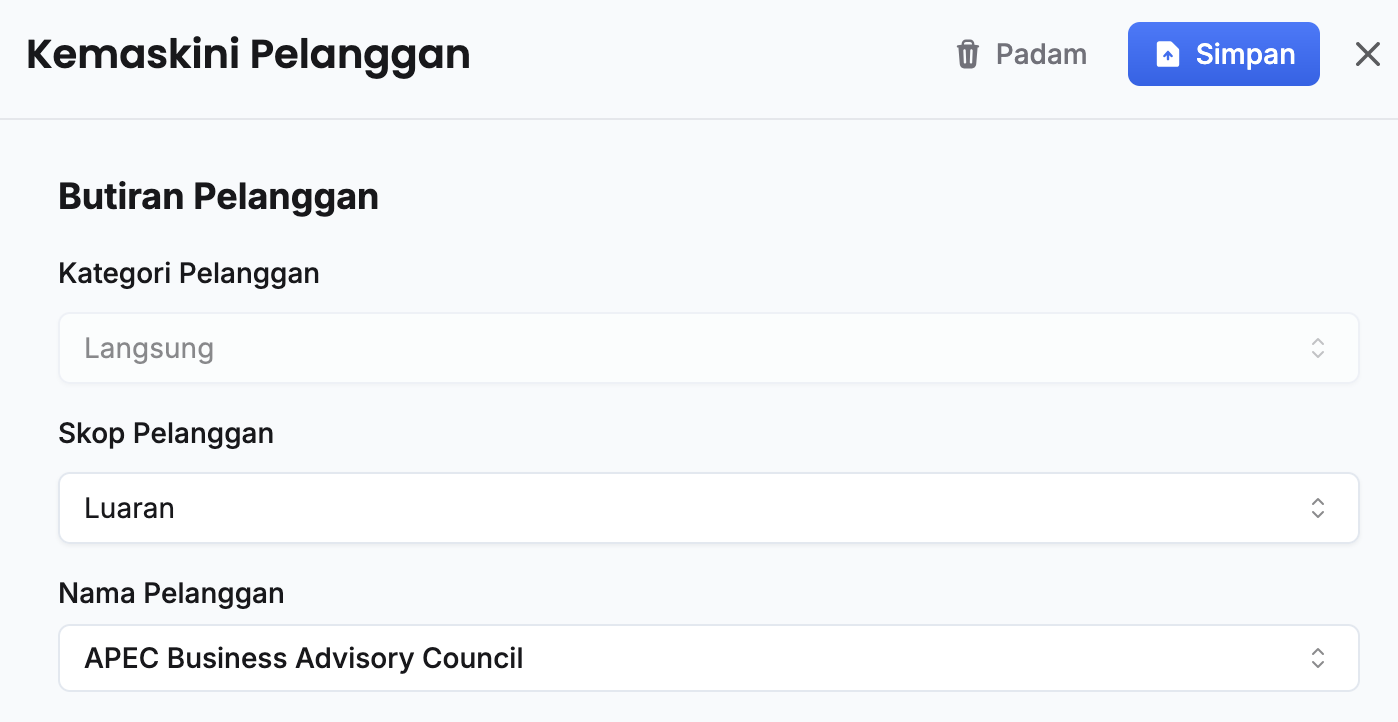 Kemaskini Pelanggan
Padam
Simpan
Butiran Pelanggan
Kategori Pelanggan
Langsung
Skop Pelanggan
Luaran
Nama Pelanggan
APEC Business Advisory Council